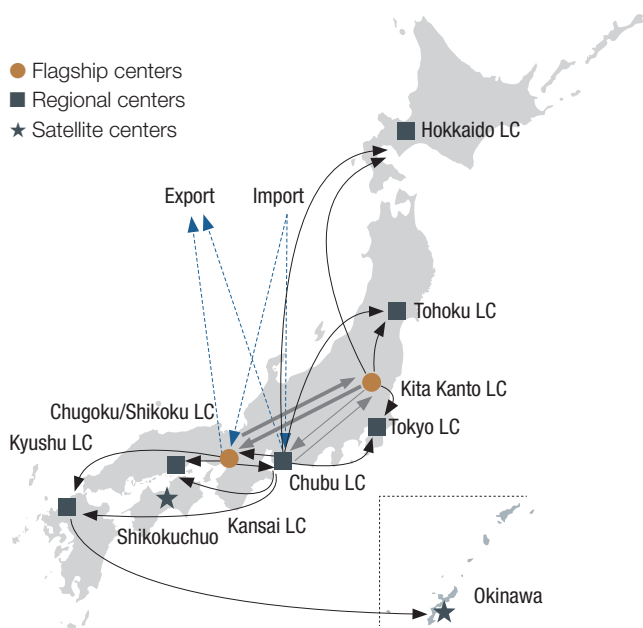 Flagship centers
Regional centers
Satellite centers
Hokkaido LC
Export Import
Tohoku LC
Kita Kanto LC
Chugoku/Shikoku LC
Tokyo LC
Kyushu LC
Chubu LC
Kansai LC
Shikokuchuo
Okinawa